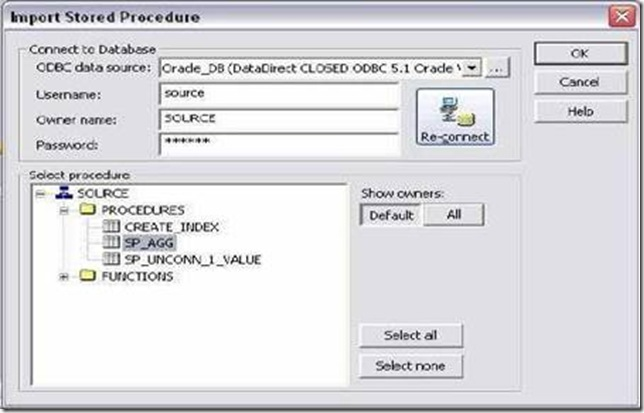 Import Stored Procedure
Connect to Database
ODBC data source: Oracle_DB (DataDirect CLOSED ODBC 5.1 Oracle
...
Username: source
Owner name: SOURCE
Password: ******
Re-connect
OK
Cancel
Help
Select procedure
SOURCE
PROCEDURES
CREATE_INDEX
SP_AGG
SP_UNCONN_1_VALUE
FUNCTIONS
Show owners:
Default All
Select all
Select none